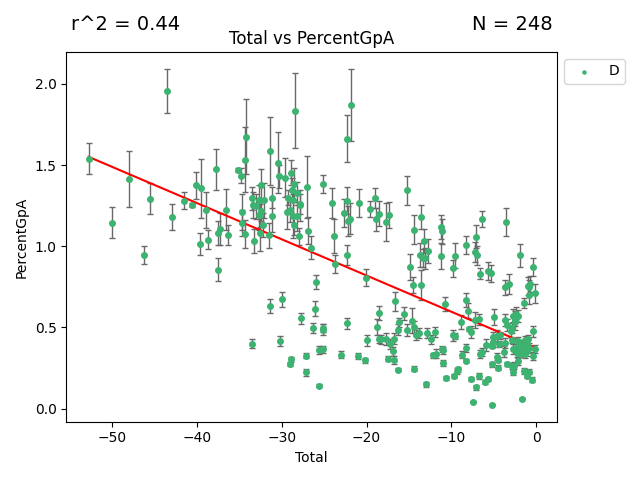 r^2 = 0.44
N = 248
Total vs PercentGpA
D
PercentGpA
2.0
1.5
1.0
0.5
0.0
−50
−40
−30
−20
−10
0
Total